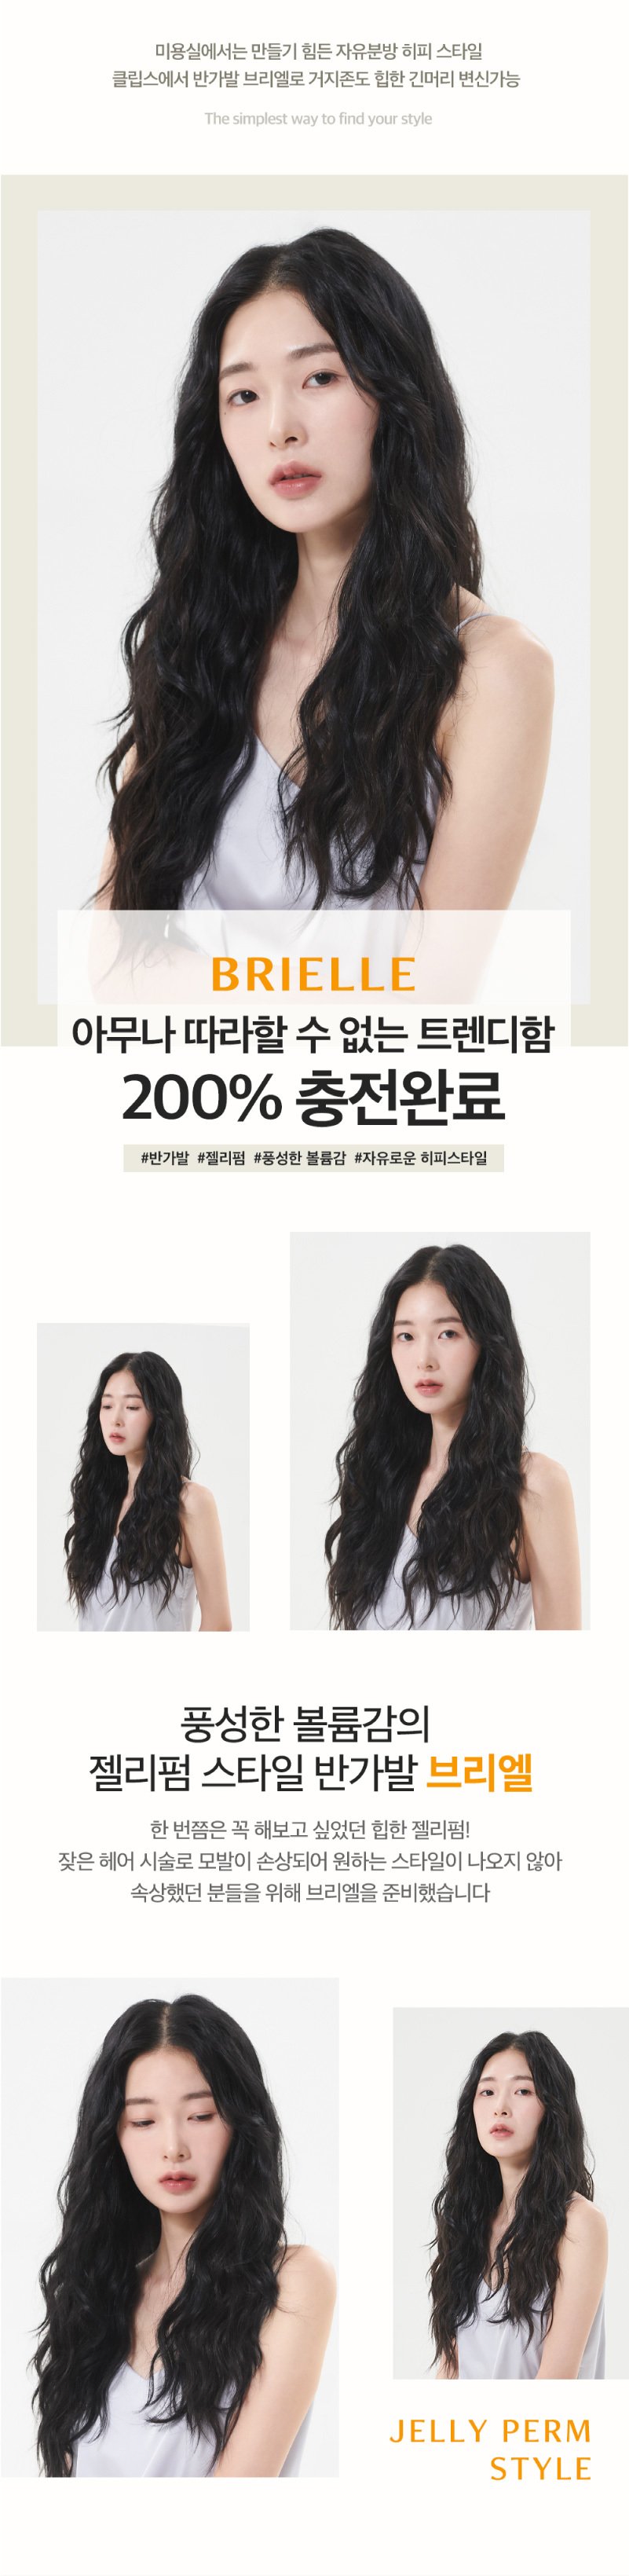 미용실에서는 만들기 힘든 자유분방 히피 스타일
클립스에서 반가발 브리엘로 거지존도 힙한 긴머리 변신가능
The simplest way to find your style
BRIELLE
아무나 따라할 수 없는 트렌디함
200% 충전완료
#반가발 #젤리펌 #풍성한 볼륨감 #자유로운 히피스타일
풍성한 볼륨감의
젤리펌 스타일 반가발 브리엘
한 번쯤은 꼭 해보고 싶었던 힙한 젤리펌!
잦은 헤어 시술로 모발이 손상되어 원하는 스타일이 나오지 않아
속상했던 분들을 위해 브리엘을 준비했습니다
JELLY PERM
STYLE